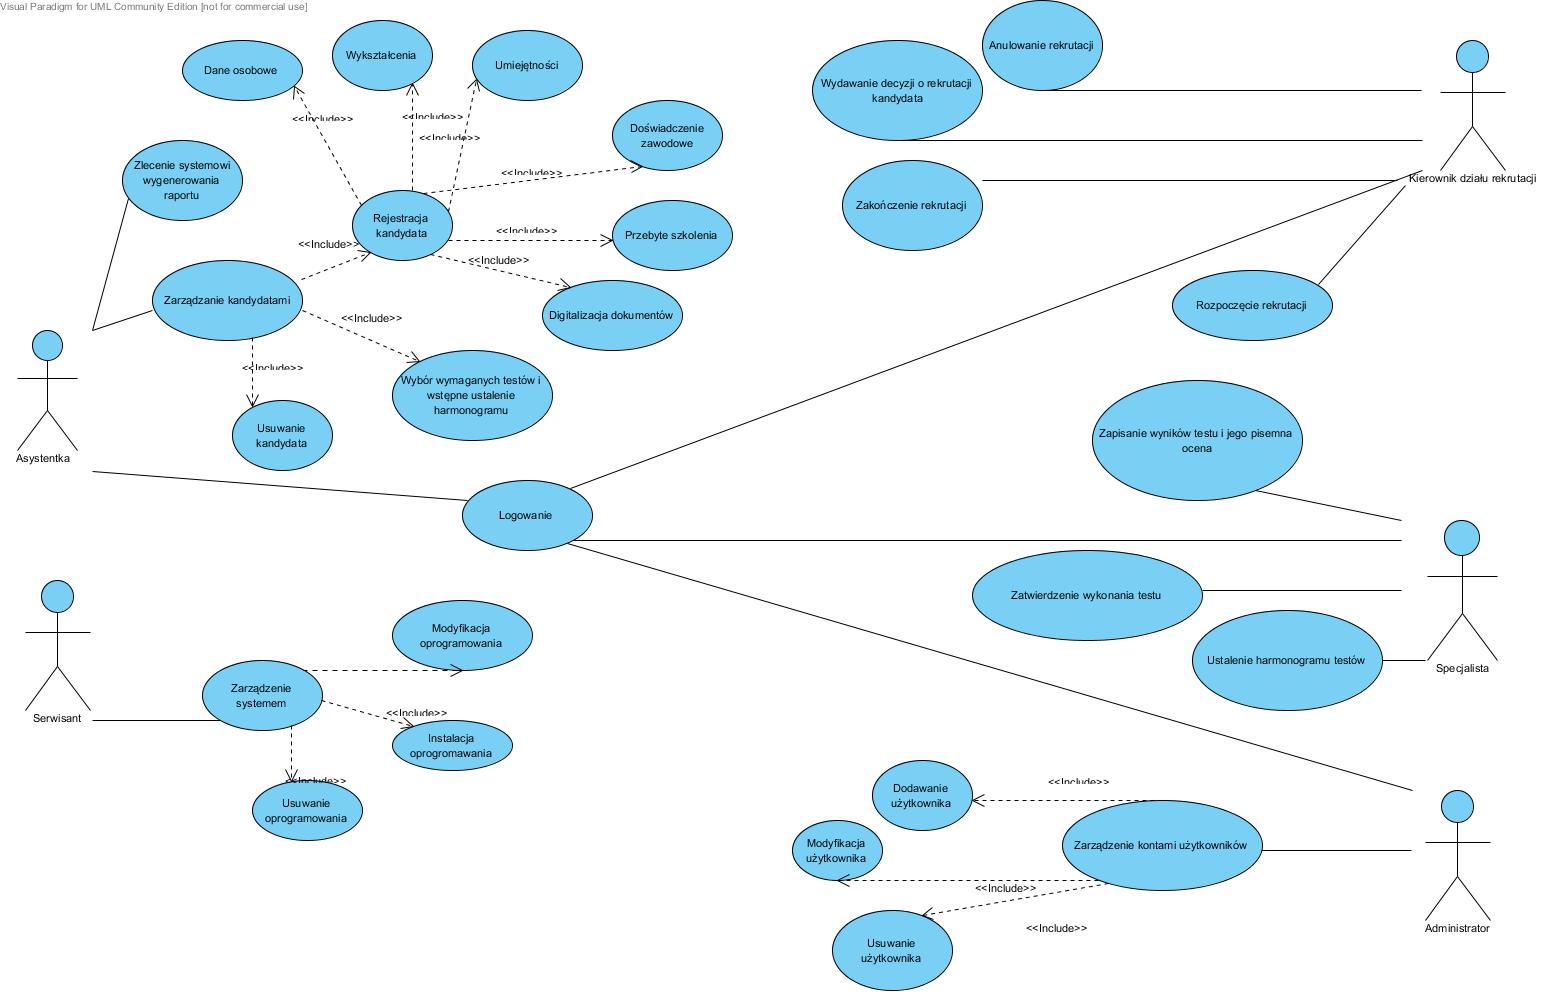 Visual Paradigm for UML Community Edition [not for commercial use]
Dane osobowe
Wykształcenia
Umiejętności
Anulowanie rekrutacji
Wydawanie decyzji o rekrutacji
kandydata
<<Include>>
<<Include>>
<<Include>>
Doświadczenie
zawodowe
Zlecenie systemowi
wygenerowania
raportu
<<Include>>
Kierownik działu rekrutacji
Zakończenie rekrutacji
Rejestracja
kandydata
<<Include>>
Przebyte szkolenia
<<Include>>
<<Include>>
Zarządzanie kandydatami
Digitalizacja dokumentów
Rozpoczęcie rekrutacji
<<Include>>
<<Include>>
Wybór wymaganych testów i
wstępne ustalenie
harmonogramu
Usuwanie
kandydata
Asystentka
Zapisanie wyników testu i jego pisemna
ocena
Logowanie
Zatwierdzenie wykonania testu
Modyfikacja
oprogramowania
Ustalenie harmonogramu testów
Specjalista
Zarządzenie
systemem
Serwisant
<<Include>>
Instalacja
oprogromawania
<<Include>>
Usuwanie
oprogramowania
Dodawanie
użytkownika
<<Include>>
Modyfikacja
użytkownika
Zarządzenie kontami użytkowników
<<Include>>
<<Include>>
Administrator
Usuwanie
użytkownika